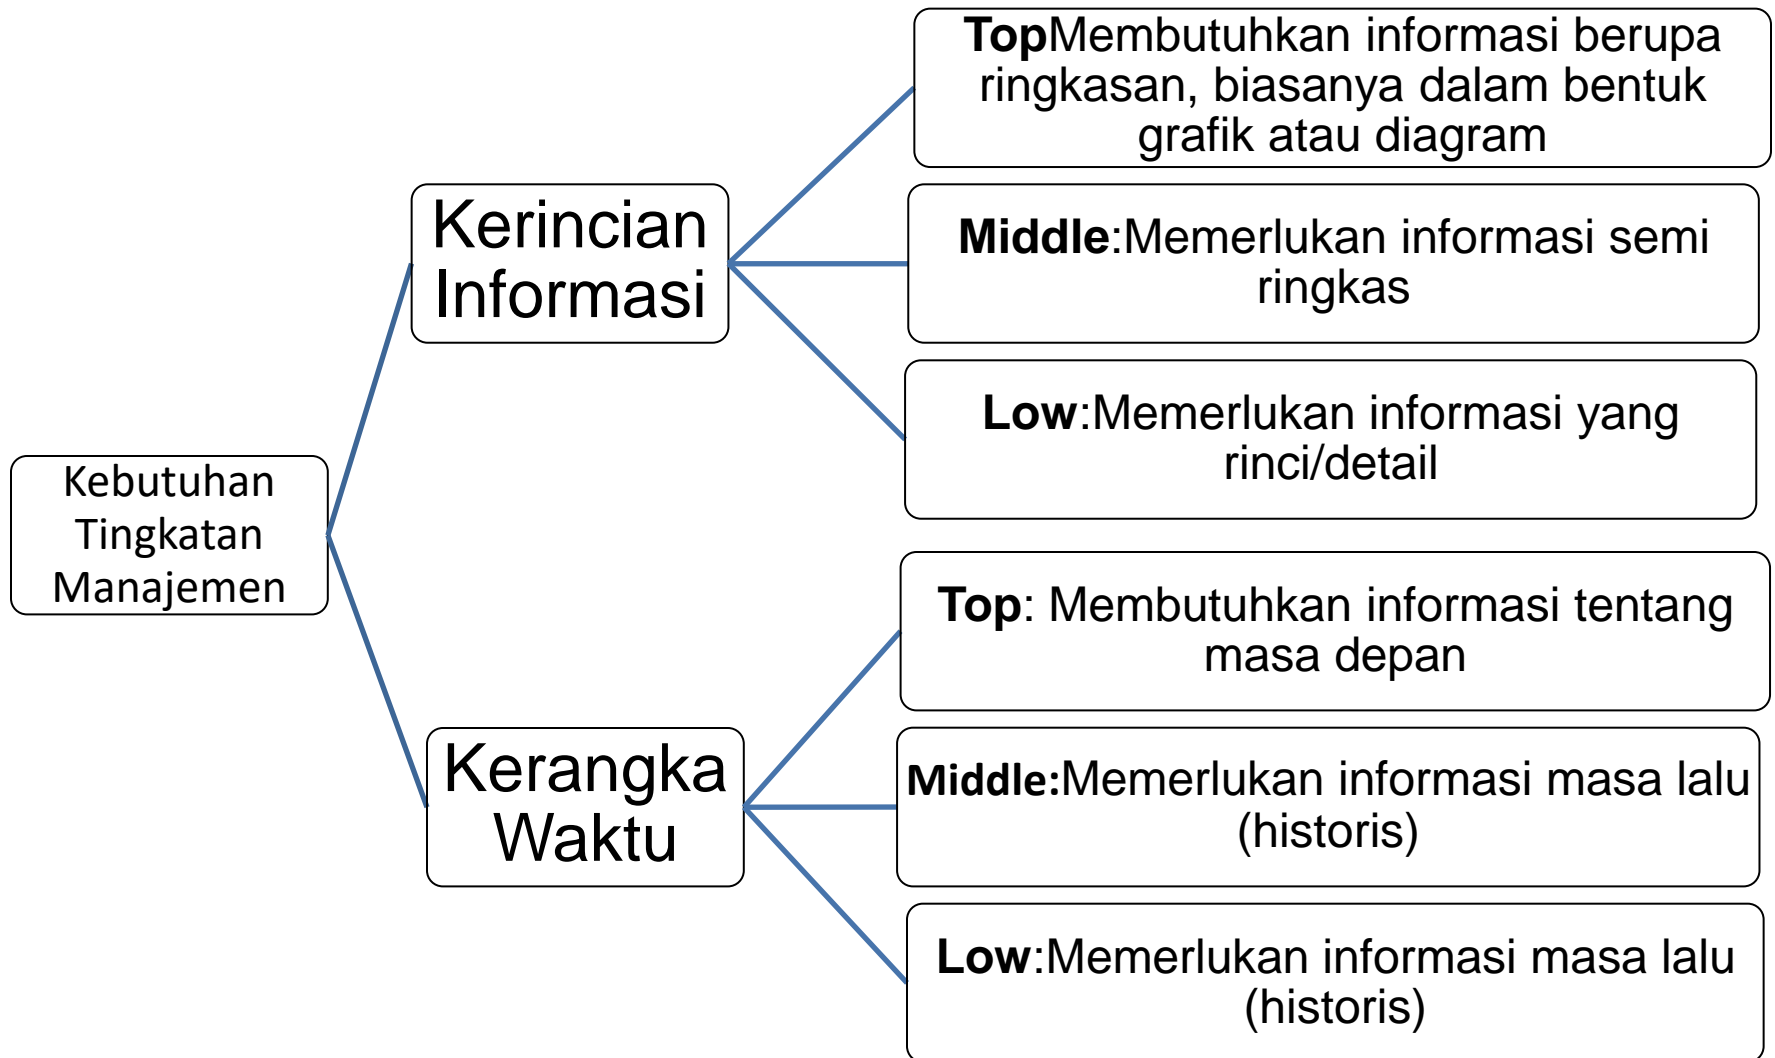 Kebutuhan
Tingkatan
Manajemen
Kerincian
Informasi
TopMembutuhkan informasi berupa
ringkasan, biasanya dalam bentuk
grafik atau diagram
Middle:Memerlukan informasi semi
ringkas
Low:Memerlukan informasi yang
rinci/detail
Kerangka
Waktu
Top: Membutuhkan informasi tentang
masa depan
Middle:Memerlukan informasi masa lalu
(historis)
Low:Memerlukan informasi masa lalu
(historis)